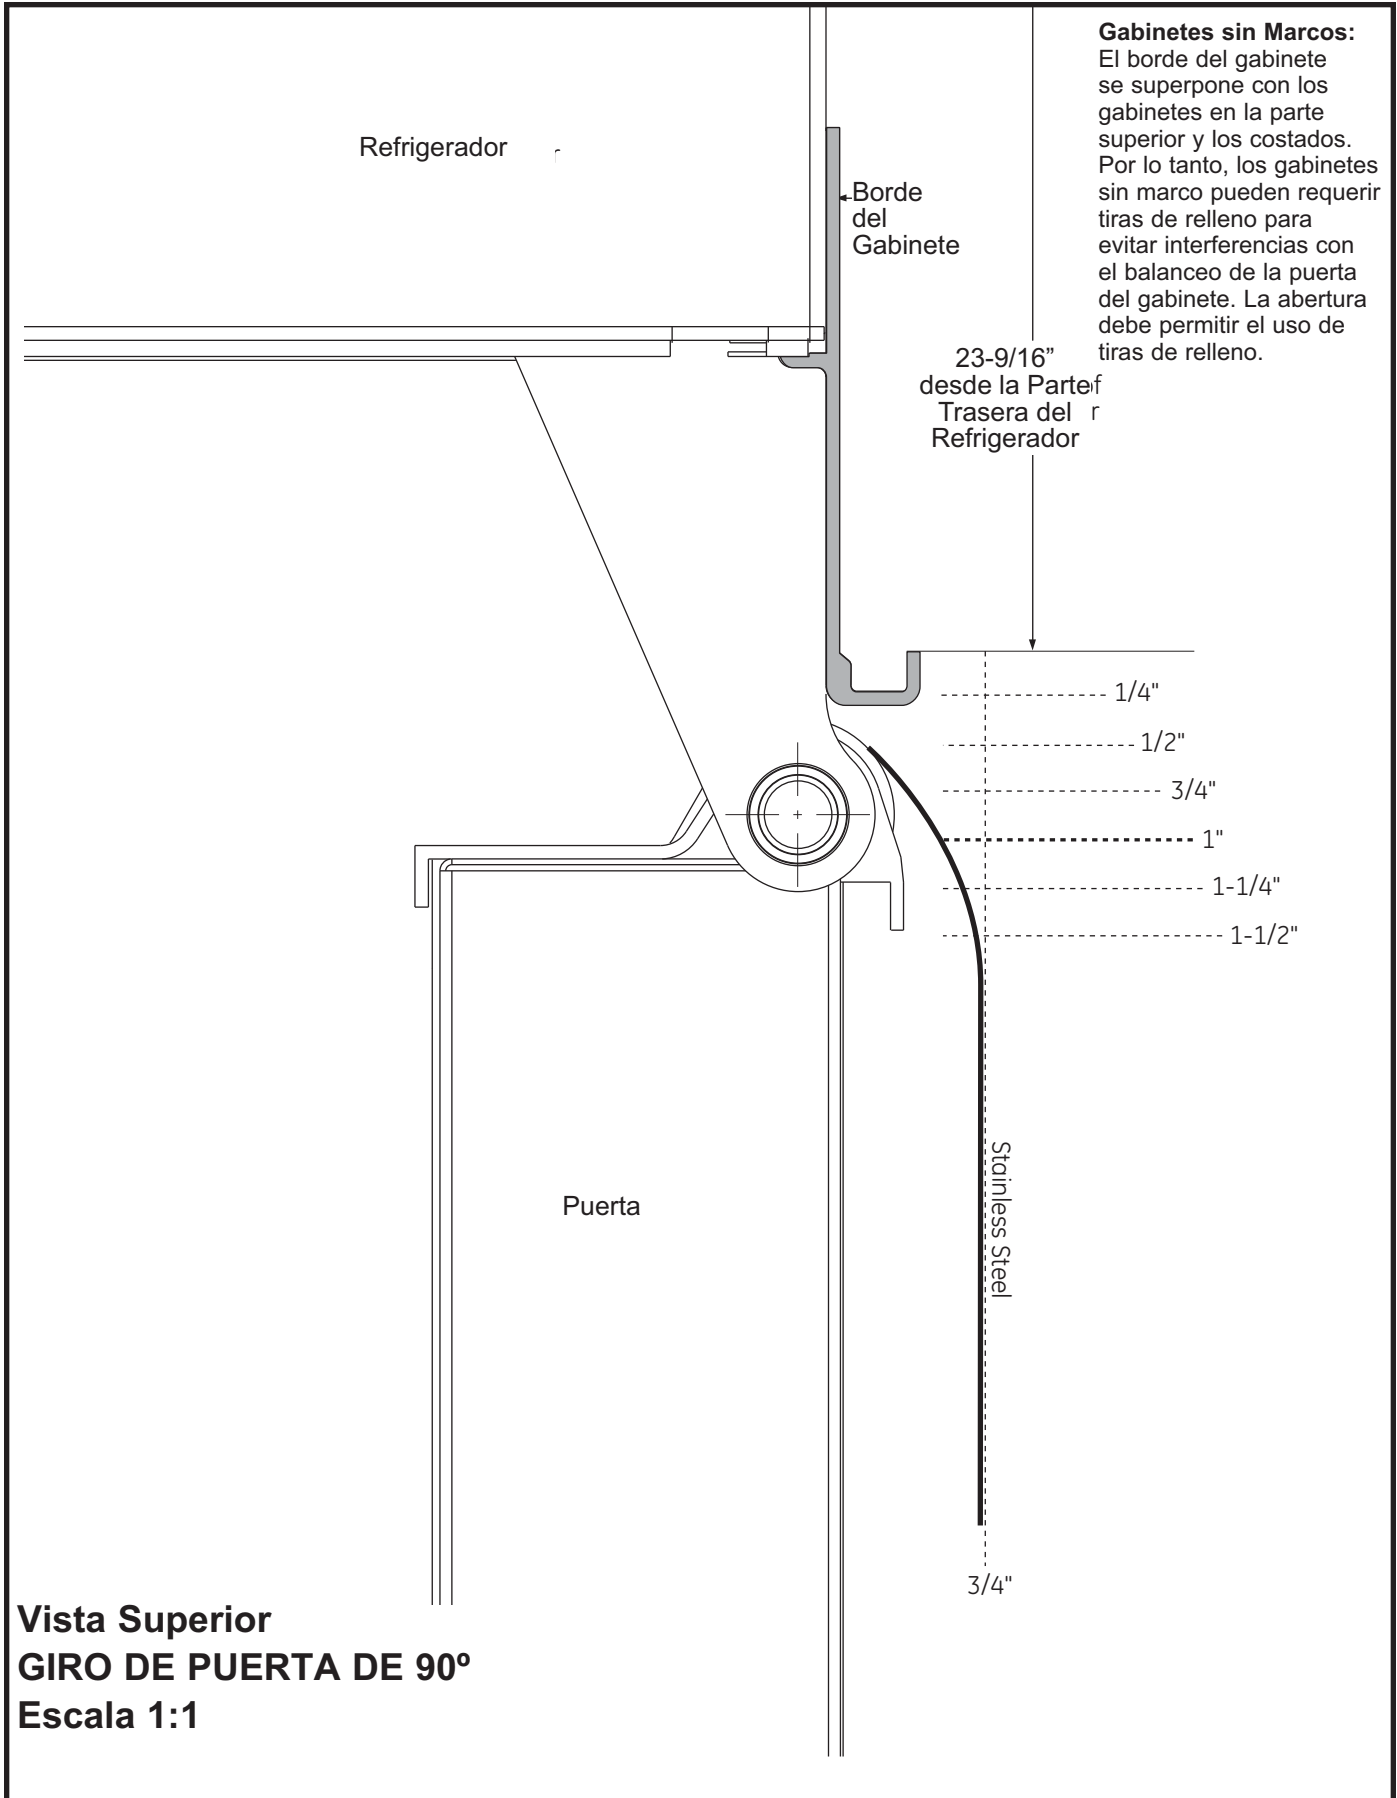 Gabinetes sin Marcos:
El borde del gabinete
se superpone con los
gabinetes en la parte
superior y los costados.
Por lo tanto, los gabinetes
sin marco pueden requerir
tiras de relleno para
evitar interferencias con
el balanceo de la puerta
del gabinete. La abertura
debe permitir el uso de
tiras de relleno.
Refrigerador
Borde
del
Gabinete
23-9/16”
desde la Parte
Trasera del
Refrigerador
1/4"
1/2"
3/4"
1"
1-1/4"
1-1/2"
Stainless Steel
Puerta
3/4"
Vista Superior
GIRO DE PUERTA DE 90º
Escala 1:1